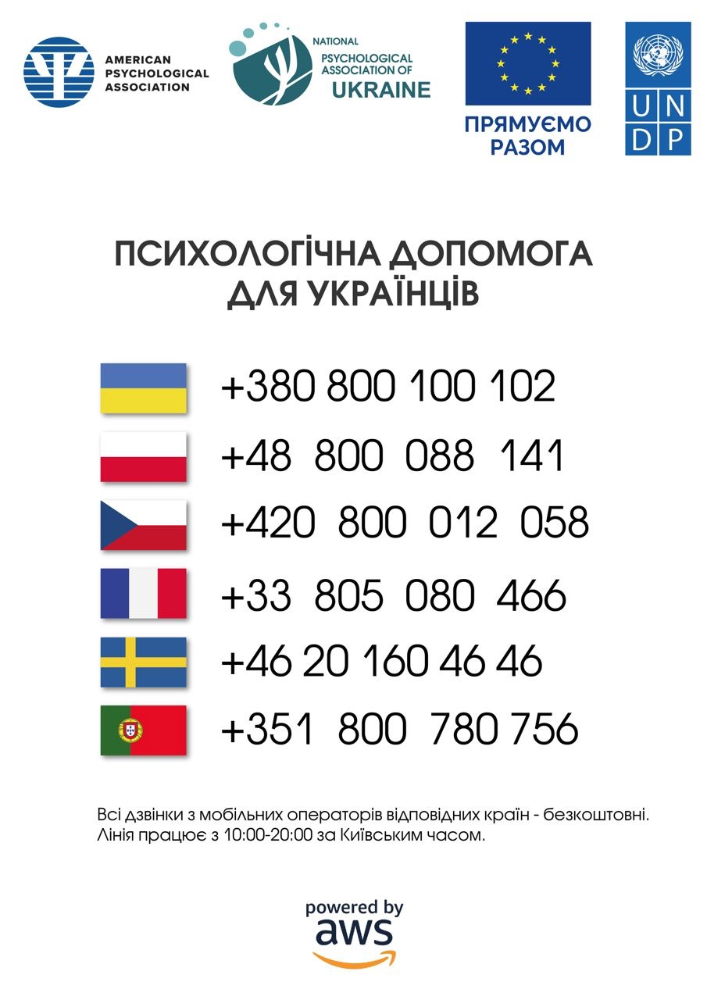 AMERICAN
PSYCHOLOGICAL
ASSOCIATION
NATIONAL
PSYCHOLOGICAL
ASSOCIATION OF
UKRAINE
ПРЯМУЄМО
РАЗОМ
UN
DP
ПСИХОЛОГІЧНА ДОПОМОГА
ДЛЯ УКРАЇНЦІВ
+380 800 100 102
+48 800 088 141
+420 800 012 058
+33 805 080 466
+46 20 160 46 46
+351 800 780 756
Всі дзвінки з мобільних операторів відповідних країн - безкоштовні.
Лінія працює з 10:00-20:00 за Київським часом.
powered by
aws